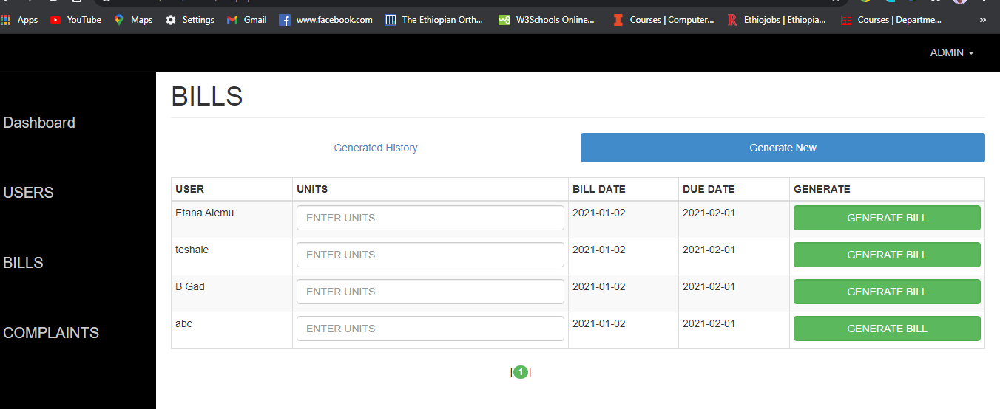 Apps YouTube Maps Settings Gmail www.facebook.com The Ethiopian Orth... W3Schools Online... Courses | Computer... Ethiojobs | Ethiopia... Courses | Departme... »
ADMIN
BILLS
Dashboard
USERS
BILLS
COMPLAINTS
Generated History Generate New
USER UNITS BILL DATE DUE DATE GENERATE
Etana Alemu ENTER UNITS 2021-01-02 2021-02-01 GENERATE BILL
teshale ENTER UNITS 2021-01-02 2021-02-01 GENERATE BILL
B Gad ENTER UNITS 2021-01-02 2021-02-01 GENERATE BILL
abc ENTER UNITS 2021-01-02 2021-02-01 GENERATE BILL
[1]